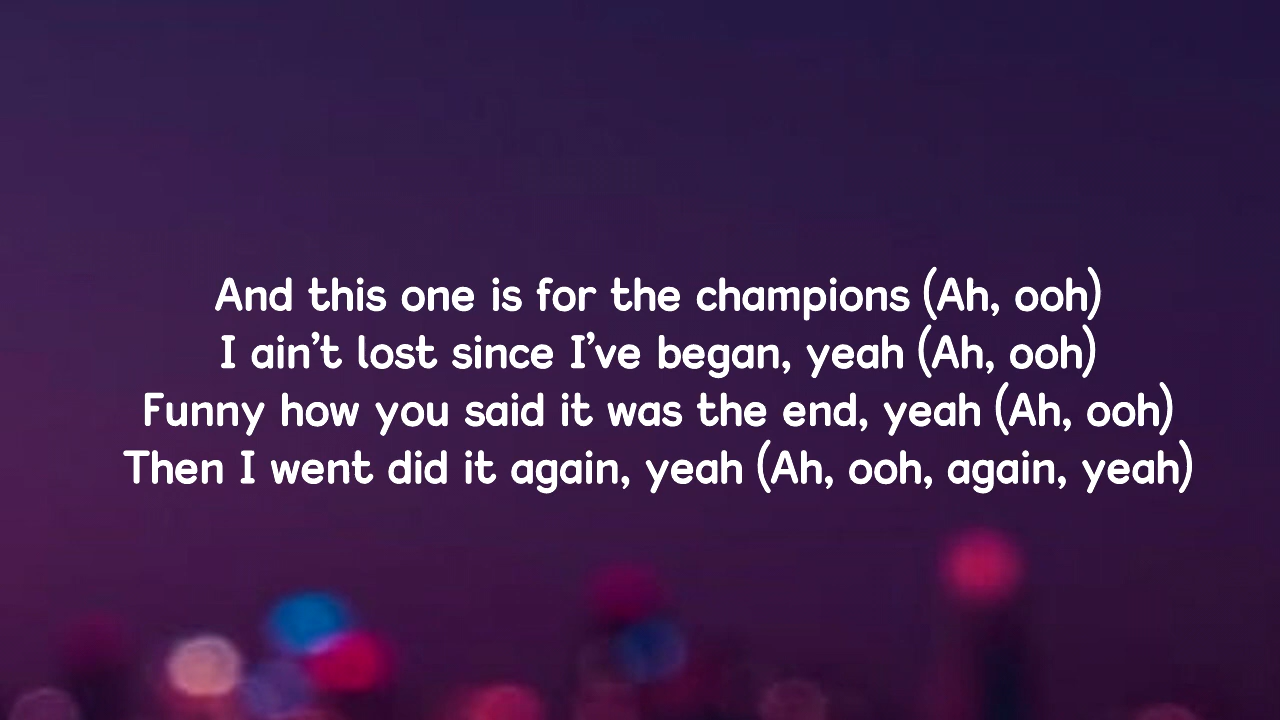 And this one is for the champions (Ah, ooh)
I ain’t lost since I’ve began, yeah (Ah, ooh)
Funny how you said it was the end, yeah (Ah, ooh)
Then I went did it again, yeah (Ah, ooh, again, yeah)